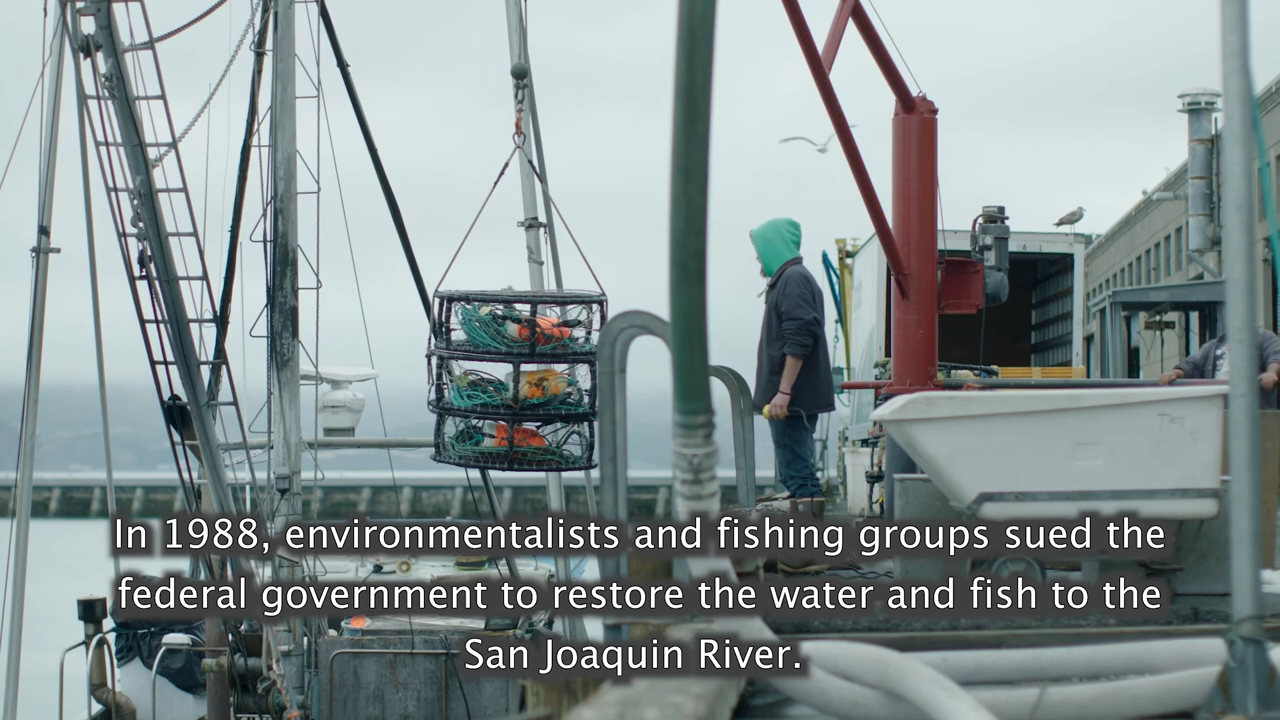 In 1988, environmentalists and fishing groups sued the
federal government to restore the water and fish to the
San Joaquin River.